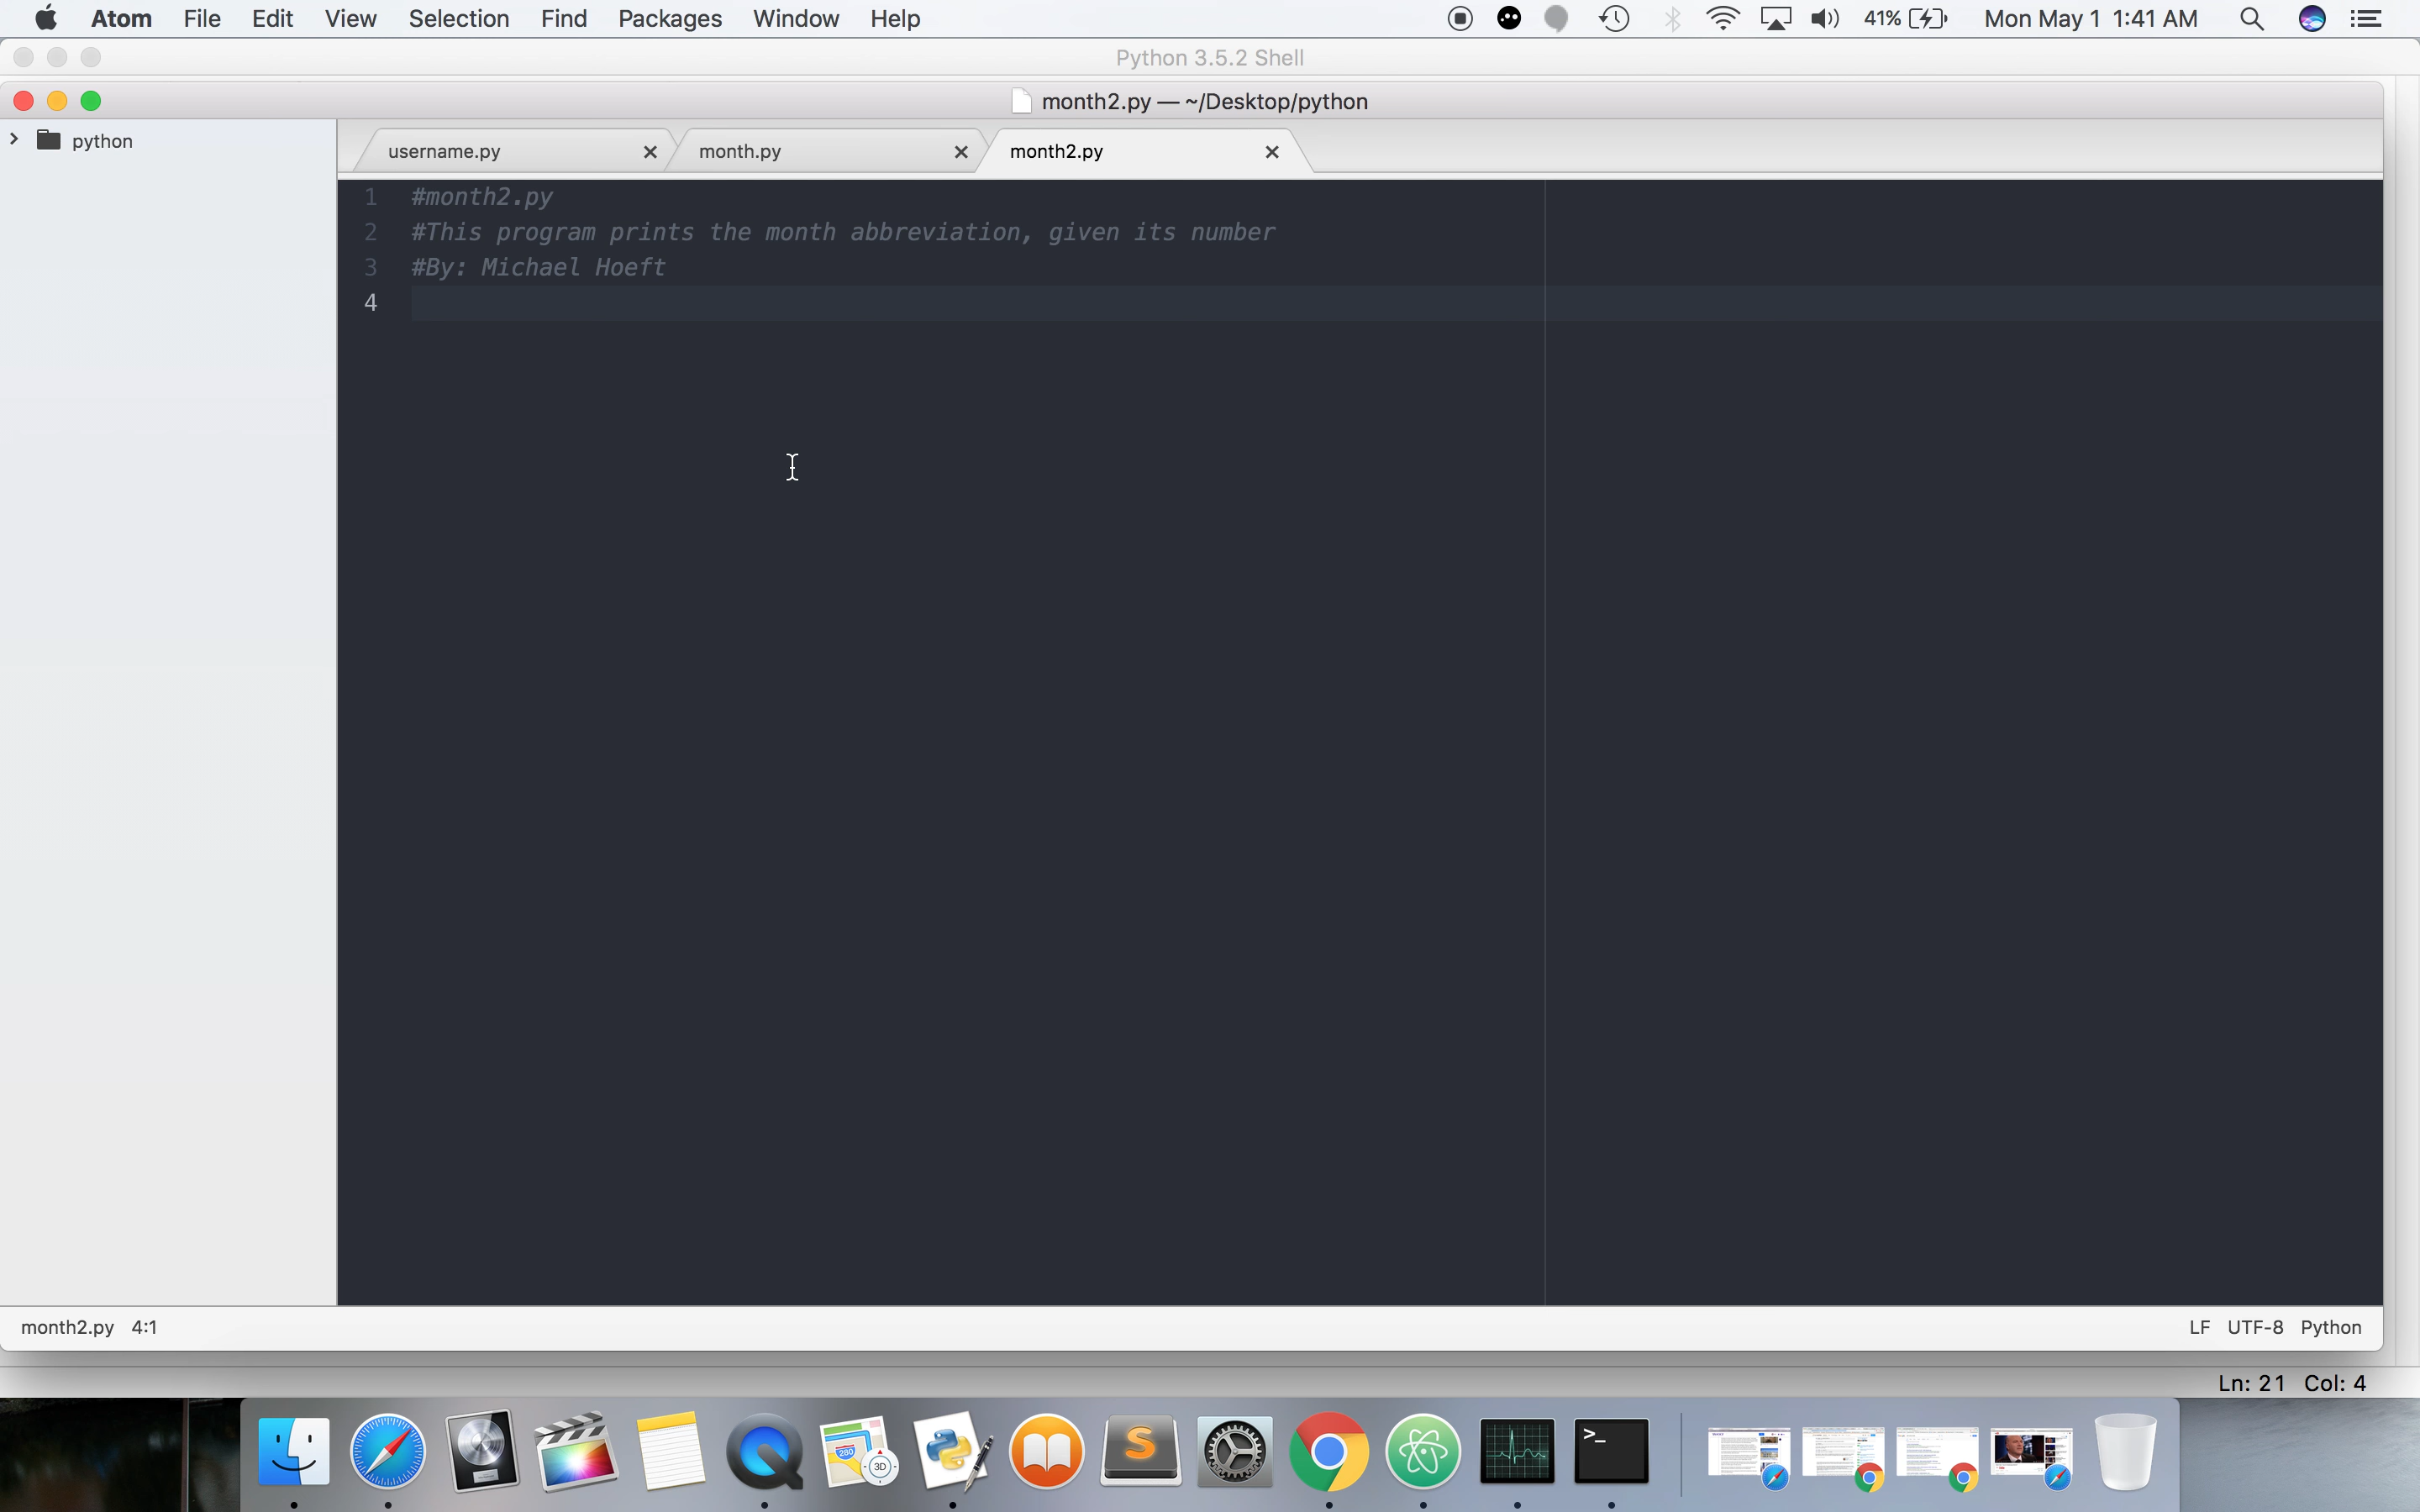 Atom File Edit View Selection Find Packages Window Help 41% Mon May 1 1:41 AM
Python 3.5.2 Shell
month2.py — ~/Desktop/python
python
username.py month.py month2.py
1 #month2.py
2 #This program prints the month abbreviation, given its number
3 #By: Michael Hoeft
4
month2.py 4:1 LF UTF-8 Python
Ln: 21 Col: 4
280
3D
S
>_